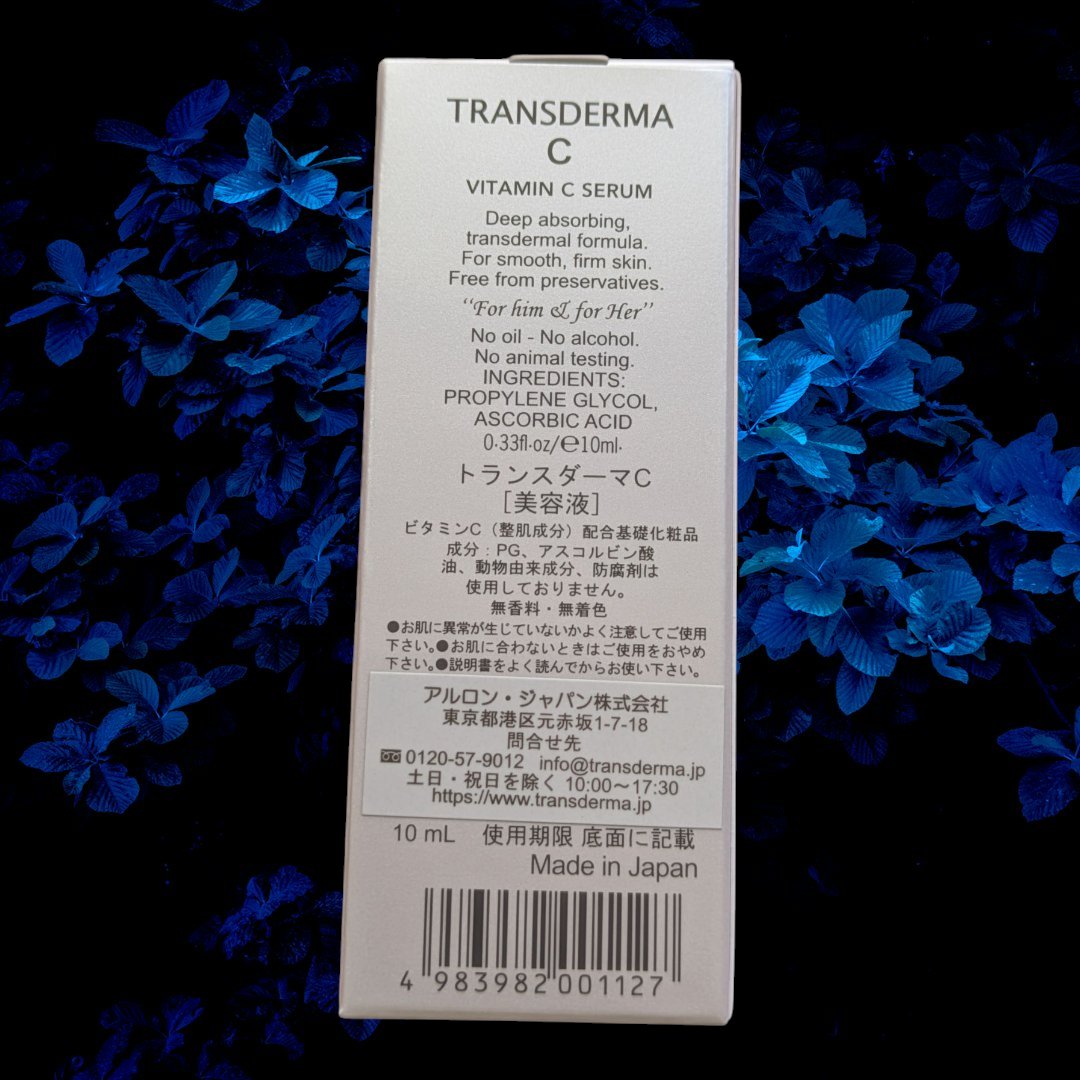 TRANSDERMA
C
VITAMIN C SERUM
Deep absorbing,
transdermal formula.
For smooth, firm skin.
Free from preservatives.
‘‘For him & for Her’’
No oil - No alcohol.
No animal testing.
INGREDIENTS:
PROPYLENE GLYCOL,
ASCORBIC ACID
0·33fl·oz/℮10ml·
トランスダーマC
[美容液]
ビタミンC（整肌成分）配合基礎化粧品
成分：PG、アスコルビン酸
油、動物由来成分、防腐剤は
使用しておりません。
無香料・無着色
●お肌に異常が生じていないかよく注意してご使用
下さい。●お肌に合わないときはご使用をおやめ
下さい。●説明書をよく読んでからお使い下さい。
アルロン・ジャパン株式会社
東京都港区元赤坂1-7-18
問合せ先
0120-57-9012 info@transderma.jp
土日・祝日を除く 10:00～17:30
https://www.transderma.jp
10 mL 使用期限 底面に記載
Made in Japan
4 983982 001127